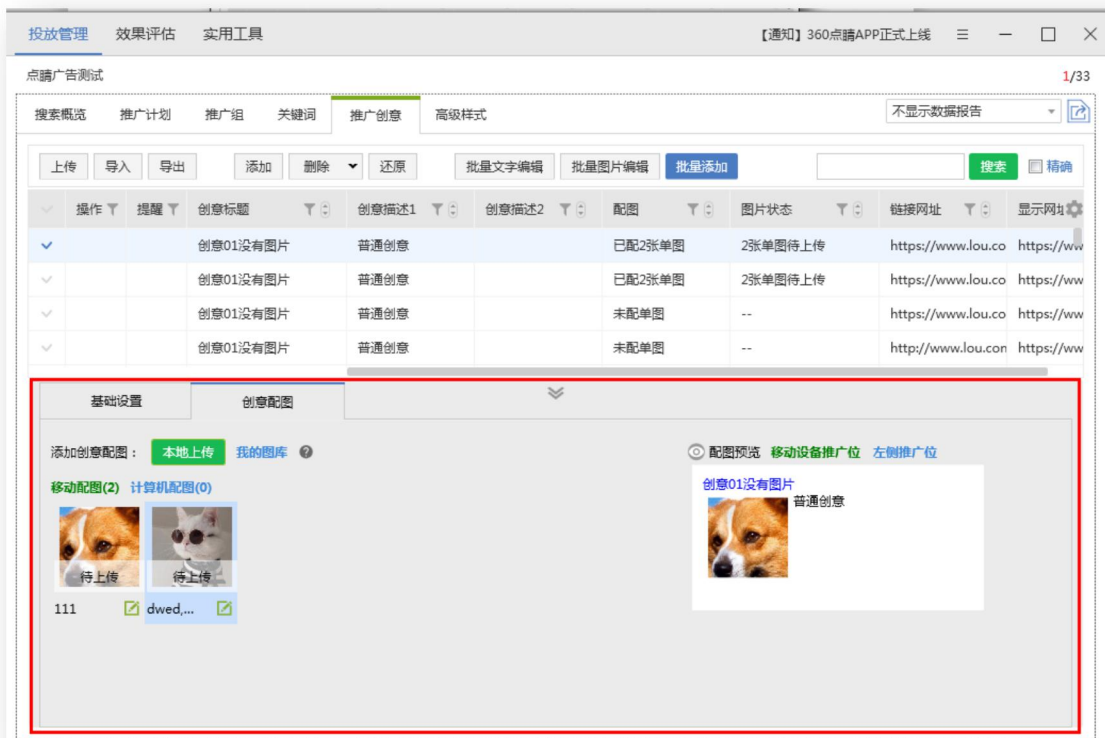 投放管理 效果评估 实用工具 【通知】360点睛APP正式上线
点睛广告测试 1/33
搜索概览 推广计划 推广组 关键词 推广创意 高级样式 不显示数据报告
上传 导入 导出 添加 删除 还原 批量文字编辑 批量图片编辑 批量添加 搜索 精确
操作 提醒 创意标题 创意描述1 创意描述2 配图 图片状态 链接网址 显示网址
创意01没有图片 普通创意 已配2张单图 2张单图待上传 https://www.lou.co https://ww
创意01没有图片 普通创意 已配2张单图 2张单图待上传 https://www.lou.co https://ww
创意01没有图片 普通创意 未配单图 -- https://www.lou.co https://ww
创意01没有图片 普通创意 未配单图 -- http://www.lou.con https://ww
基础设置 创意配图
添加创意配图： 本地上传 我的图库 ? 配图预览 移动设备推广位 左侧推广位
移动配图(2) 计算机配图(0)
创意01没有图片
普通创意
待上传 待上传
111 dwed,...